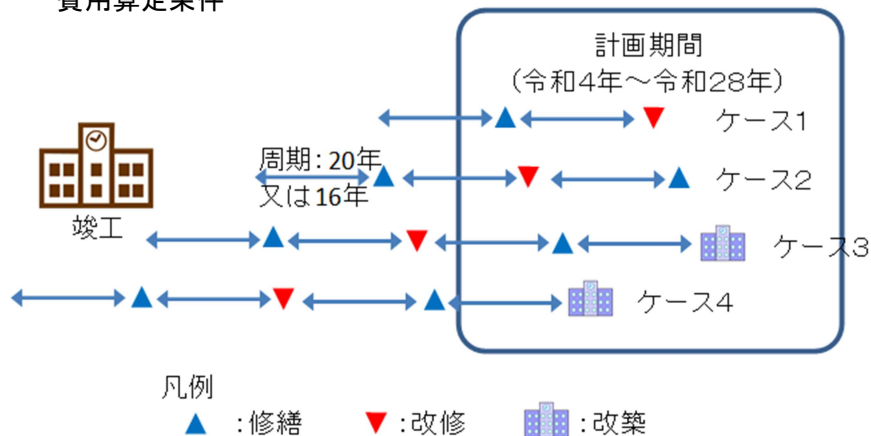 費用算定条件
計画期間
(令和4年～令和28年)
ケース1
周期：20年
又は16年
ケース2
竣工
ケース3
ケース4
凡例
：修繕
：改修
：改築